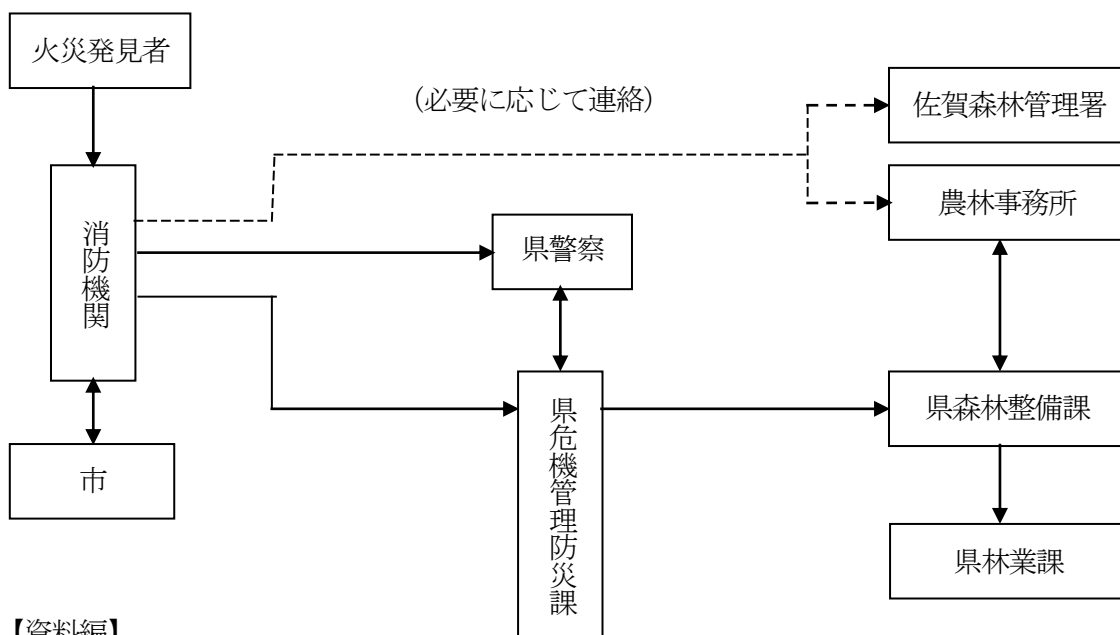 火災発見者
(必要に応じて連絡)
佐賀森林管理署
農林事務所
消防機関
県警察
県森林整備課
県危機管理防災課
市
県林業課
【資料編】